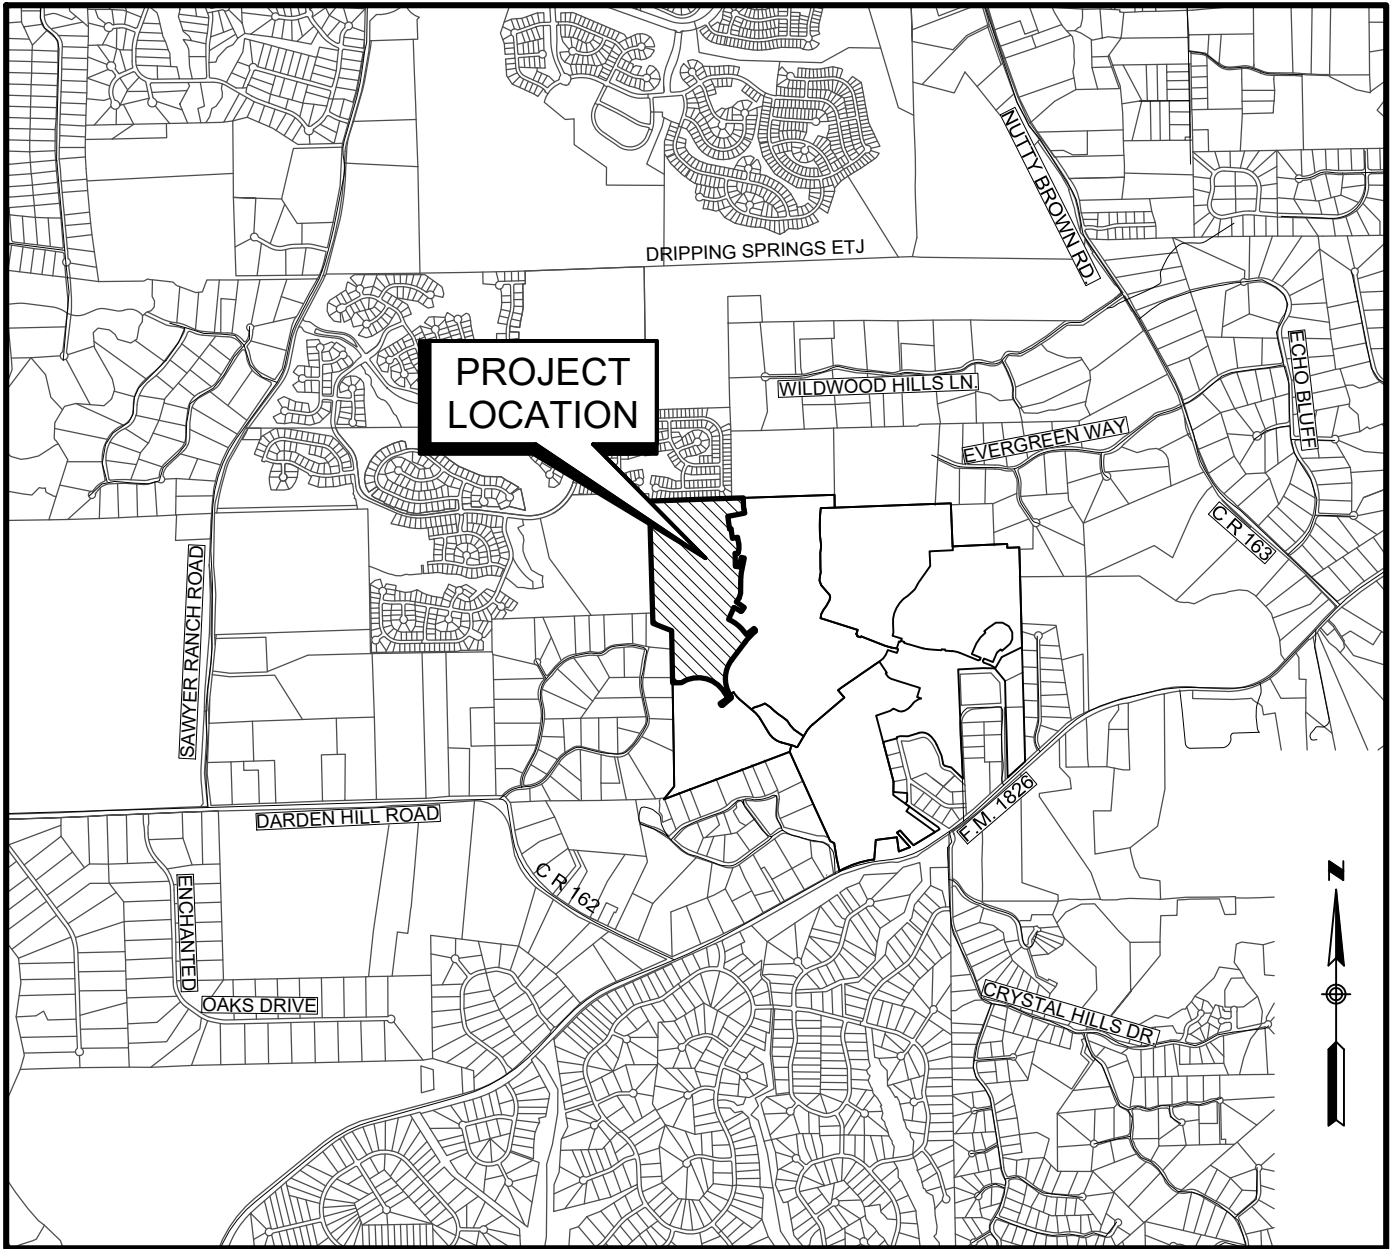 NUTTY BROWN RD.
DRIPPING SPRINGS ETJ
ECHO BLUFF
PROJECT
LOCATION
WILDWOOD HILLS LN.
EVERGREEN WAY
C R 163
SAWYER RANCH ROAD
F.M. 1826
DARDEN HILL ROAD
C R 162
ENCHANTED
OAKS DRIVE
CRYSTAL HILLS DR.
N